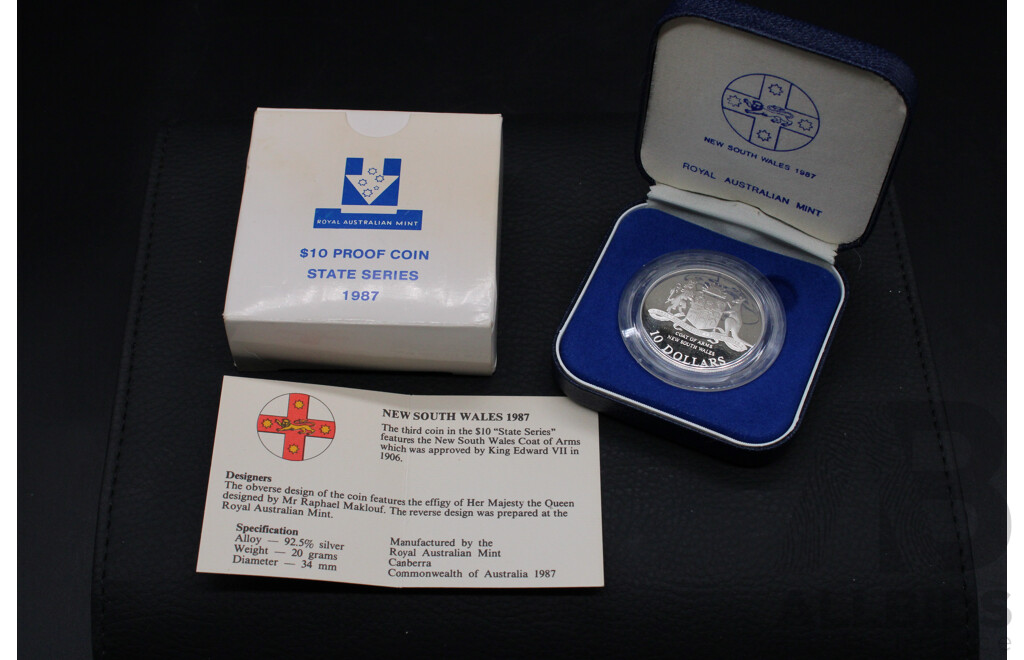 ROYAL AUSTRALIAN MINT
$10 PROOF COIN
STATE SERIES
1987
NEW SOUTH WALES 1987
ROYAL AUSTRALIAN MINT
COAT OF ARMS
NEW SOUTH WALES
10 DOLLARS
NEW SOUTH WALES 1987
The third coin in the $10 "State Series"
features the New South Wales Coat of Arms
which was approved by King Edward VII in
1906.
Designers
The obverse design of the coin features the effigy of Her Majesty the Queen
designed by Mr Raphael Maklouf. The reverse design was prepared at the
Royal Australian Mint.
Specification
Alloy — 92.5% silver
Weight — 20 grams
Diameter — 34 mm
Manufactured by the
Royal Australian Mint
Canberra
Commonwealth of Australia 1987
ALLBIDS